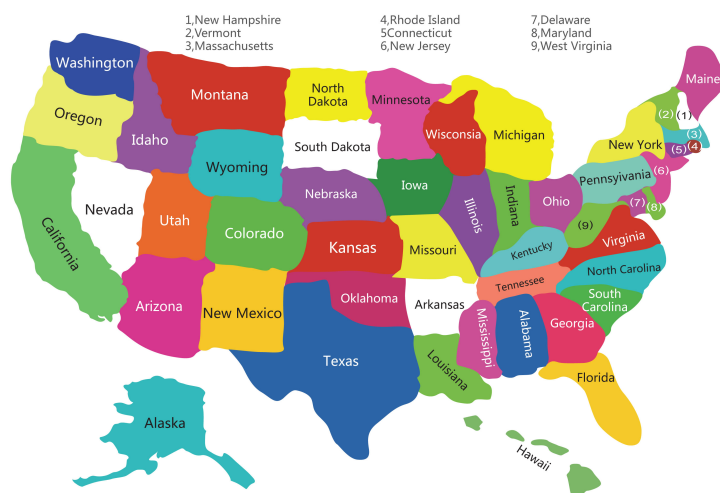 1,New Hampshire
2,Vermont
3,Massachusetts
4,Rhode Island
5Connecticut
6,New Jersey
7,Delaware
8,Maryland
9,West Virginia
Washington
Oregon
Idaho
Montana
North
Dakota
Minnesota
Wisconsia
Michigan
Maine
(1)
(2)
(3)
(4)
(5)
New York
South Dakota
Wyoming
Nebraska
Iowa
Illinois
Indiana
Ohio
Pennsyivania
(6)
(7)
(8)
(9)
California
Nevada
Utah
Colorado
Kansas
Missouri
Kentucky
Virginia
North Carolina
Tennessee
South
Carolina
Arizona
New Mexico
Oklahoma
Arkansas
Mississippi
Alabama
Georgia
Texas
Louisiana
Florida
Alaska
Hawaii